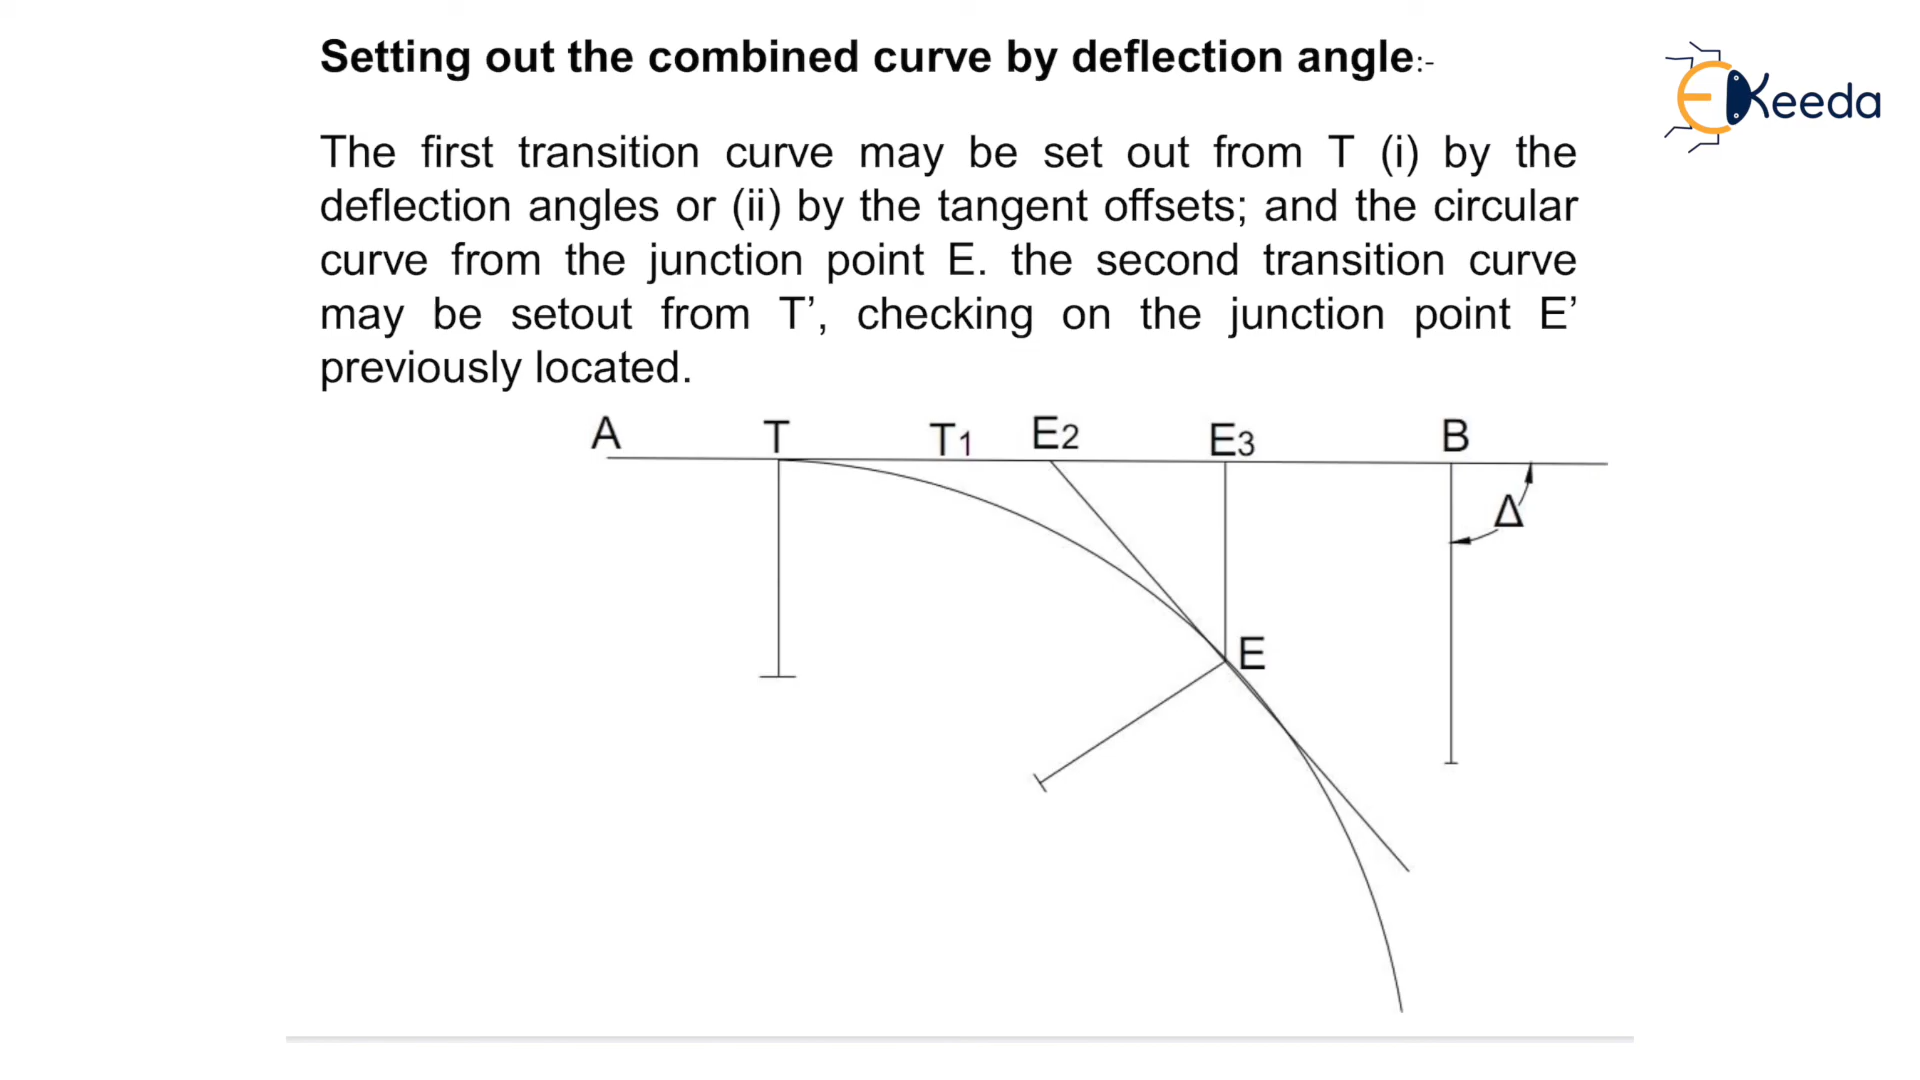 Setting out the combined curve by deflection angle:-
EKeeda
The first transition curve may be set out from T (i) by the
deflection angles or (ii) by the tangent offsets; and the circular
curve from the junction point E. the second transition curve
may be setout from T’, checking on the junction point E’
previously located.
A T T1 E2 E3 B
Δ
E